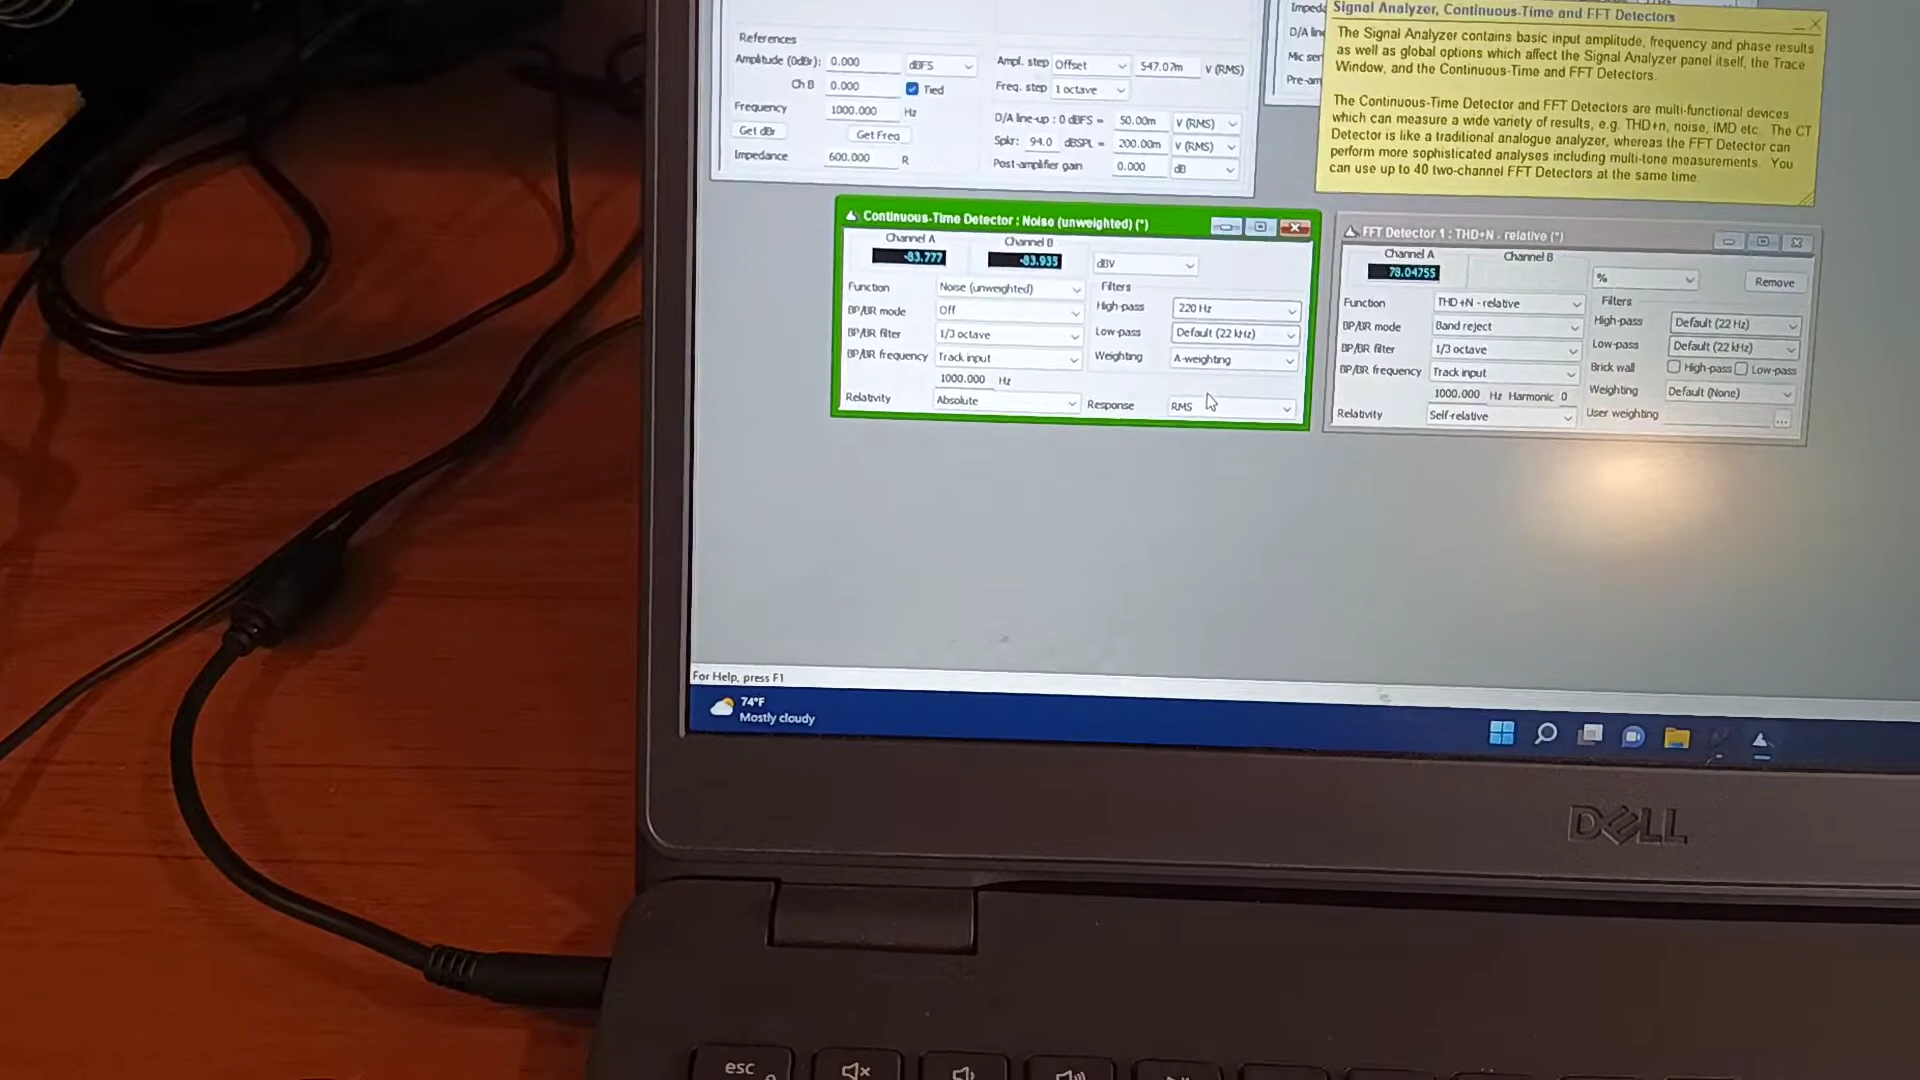 References
Amplitude (0dBr): 0.000 dBFS
Ch B 0.000 Tied
Frequency 1000.000 Hz
Get dBr Get Freq
Impedance 600.000 R
Ampl. step Offset 547.07m V (RMS)
Freq. step 1 octave
D/A line-up : 0 dBFS = 50.00m V (RMS)
Spkr: 94.0 dBSPL = 200.00m V (RMS)
Post-amplifier gain 0.000 dB
D/A
Signal Analyzer, Continuous-Time and FFT Detectors
The Signal Analyzer contains basic input amplitude, frequency and phase results
as well as global options which affect the Signal Analyzer panel itself, the Trace
Window, and the Continuous-Time and FFT Detectors.
The Continuous-Time Detector and FFT Detectors are multi-functional devices
which can measure a wide variety of results, e.g. THD+n, noise, IMD etc. The CT
Detector is like a traditional analogue analyzer, whereas the FFT Detector can
perform more sophisticated analyses including multi-tone measurements. You
can use up to 40 two-channel FFT Detectors at the same time.
Continuous-Time Detector : Noise (unweighted) (*)
Channel A Channel B
-83.777 -83.935 dBV
Function Noise (unweighted) Filters
BP/BR mode Off High-pass 220 Hz
BP/BR filter 1/3 octave Low-pass Default (22 kHz)
BP/BR frequency Track input Weighting A-weighting
1000.000 Hz
Relativity Absolute Response RMS
FFT Detector 1 : THD+N - relative (*)
Channel A Channel B
78.04755 % Remove
Function THD+N - relative Filters
BP/BR mode Band reject High-pass Default (22 Hz)
BP/BR filter 1/3 octave Low-pass Default (22 kHz)
BP/BR frequency Track input Brick wall High-pass Low-pass
1000.000 Hz Harmonic 0 Weighting Default (None)
Relativity Self-relative User weighting ...
For Help, press F1
74°F
Mostly cloudy
DELL
esc